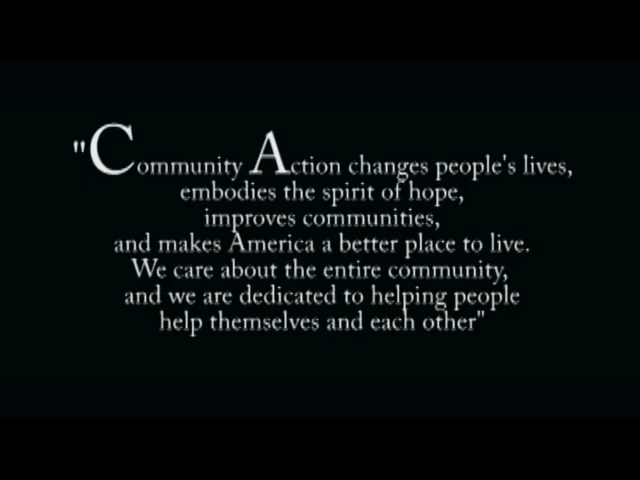 "Community Action changes people's lives,
embodies the spirit of hope,
improves communities,
and makes America a better place to live.
We care about the entire community,
and we are dedicated to helping people
help themselves and each other"